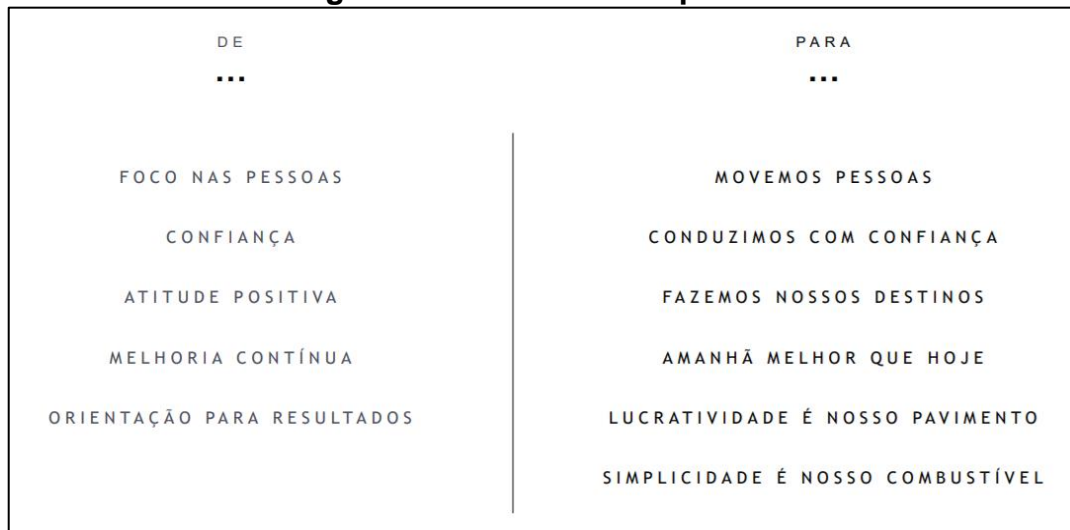 DE
...
FOCO NAS PESSOAS
CONFIANÇA
ATITUDE POSITIVA
MELHORIA CONTÍNUA
ORIENTAÇÃO PARA RESULTADOS
PARA
...
MOVEMOS PESSOAS
CONDUZIMOS COM CONFIANÇA
FAZEMOS NOSSOS DESTINOS
AMANHÃ MELHOR QUE HOJE
LUCRATIVIDADE É NOSSO PAVIMENTO
SIMPLICIDADE É NOSSO COMBUSTÍVEL